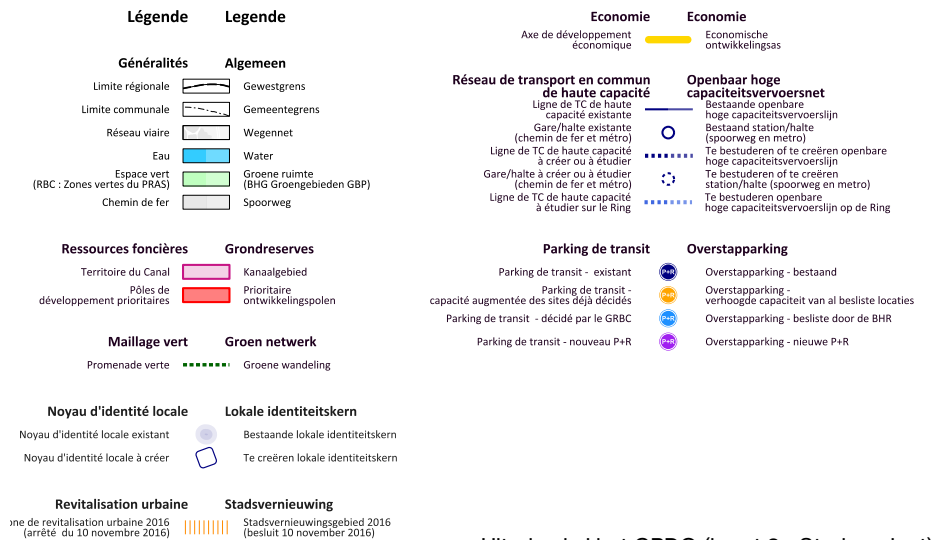 Légende Legende
Généralités Algemeen
Limite régionale Gewestgrens
Limite communale Gemeentegrens
Réseau viaire Wegennet
Eau Water
Espace vert Groene ruimte
(RBC : Zones vertes du PRAS) (BHG Groengebieden GBP)
Chemin de fer Spoorweg
Ressources foncières Grondreserves
Territoire du Canal Kanaalgebied
Pôles de Prioritaire
développement prioritaires ontwikkelingspolen
Maillage vert Groen netwerk
Promenade verte Groene wandeling
Noyau d'identité locale Lokale identiteitskern
Noyau d'identité locale existant Bestaande lokale identiteitskern
Noyau d'identité locale à créer Te creëren lokale identiteitskern
Revitalisation urbaine Stadsvernieuwing
one de revitalisation urbaine 2016 Stadsvernieuwingsgebied 2016
(arrêté du 10 novembre 2016) (besluit 10 november 2016)
Economie Economie
Axe de développement Economische
économique ontwikkelingsas
Réseau de transport en commun Openbaar hoge
de haute capacité capaciteitsvervoersnet
Ligne de TC de haute Bestaande openbare
capacité existante hoge capaciteitsvervoerslijn
Gare/halte existante Bestaand station/halte
(chemin de fer et métro) (spoorweg en metro)
Ligne de TC de haute capacité Te bestuderen of te creëren openbare
à créer ou à étudier hoge capaciteitsvervoerslijn
Gare/halte à créer ou à étudier Te bestuderen of te creëren
(chemin de fer et métro) station/halte (spoorweg en metro)
Ligne de TC de haute capacité Te bestuderen openbare
à étudier sur le Ring hoge capaciteitsvervoerslijn op de Ring
Parking de transit Overstapparking
Parking de transit - existant P+R Overstapparking - bestaand
Parking de transit - Overstapparking -
capacité augmentée des sites déjà décidés P+R verhoogde capaciteit van al besliste locaties
Parking de transit - décidé par le GRBC P+R Overstapparking - besliste door de BHR
Parking de transit - nouveau P+R P+R Overstapparking - nieuwe P+R